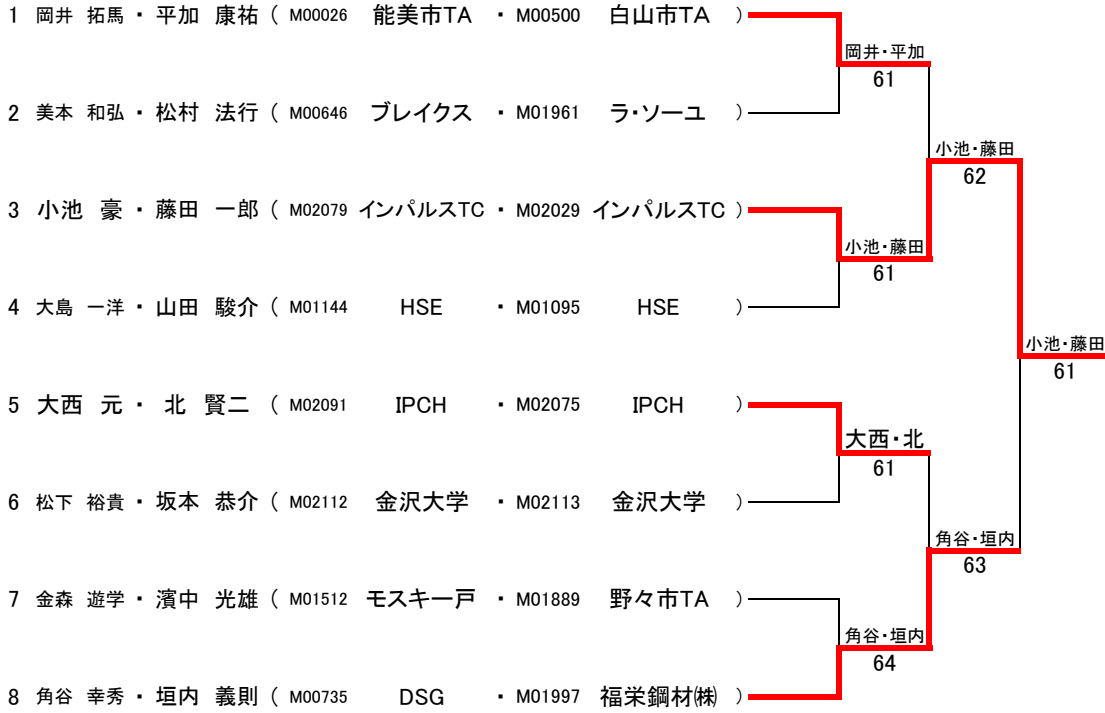 1 岡井 拓馬 ・ 平加 康祐 ( M00026 能美市TA ・ M00500 白山市TA )
岡井・平加
61
2 美本 和弘 ・ 松村 法行 ( M00646 ブレイクス ・ M01961 ラ・ソーユ )
小池・藤田
62
3 小池 豪 ・ 藤田 一郎 ( M02079 インパルスTC ・ M02029 インパルスTC )
小池・藤田
61
4 大島 一洋 ・ 山田 駿介 ( M01144 HSE ・ M01095 HSE )
小池・藤田
61
5 大西 元 ・ 北 賢二 ( M02091 IPCH ・ M02075 IPCH )
大西・北
61
6 松下 裕貴 ・ 坂本 恭介 ( M02112 金沢大学 ・ M02113 金沢大学 )
角谷・垣内
63
7 金森 遊学 ・ 濱中 光雄 ( M01512 モスキー戸 ・ M01889 野々市TA )
角谷・垣内
64
8 角谷 幸秀 ・ 垣内 義則 ( M00735 DSG ・ M01997 福栄鋼材㈱ )